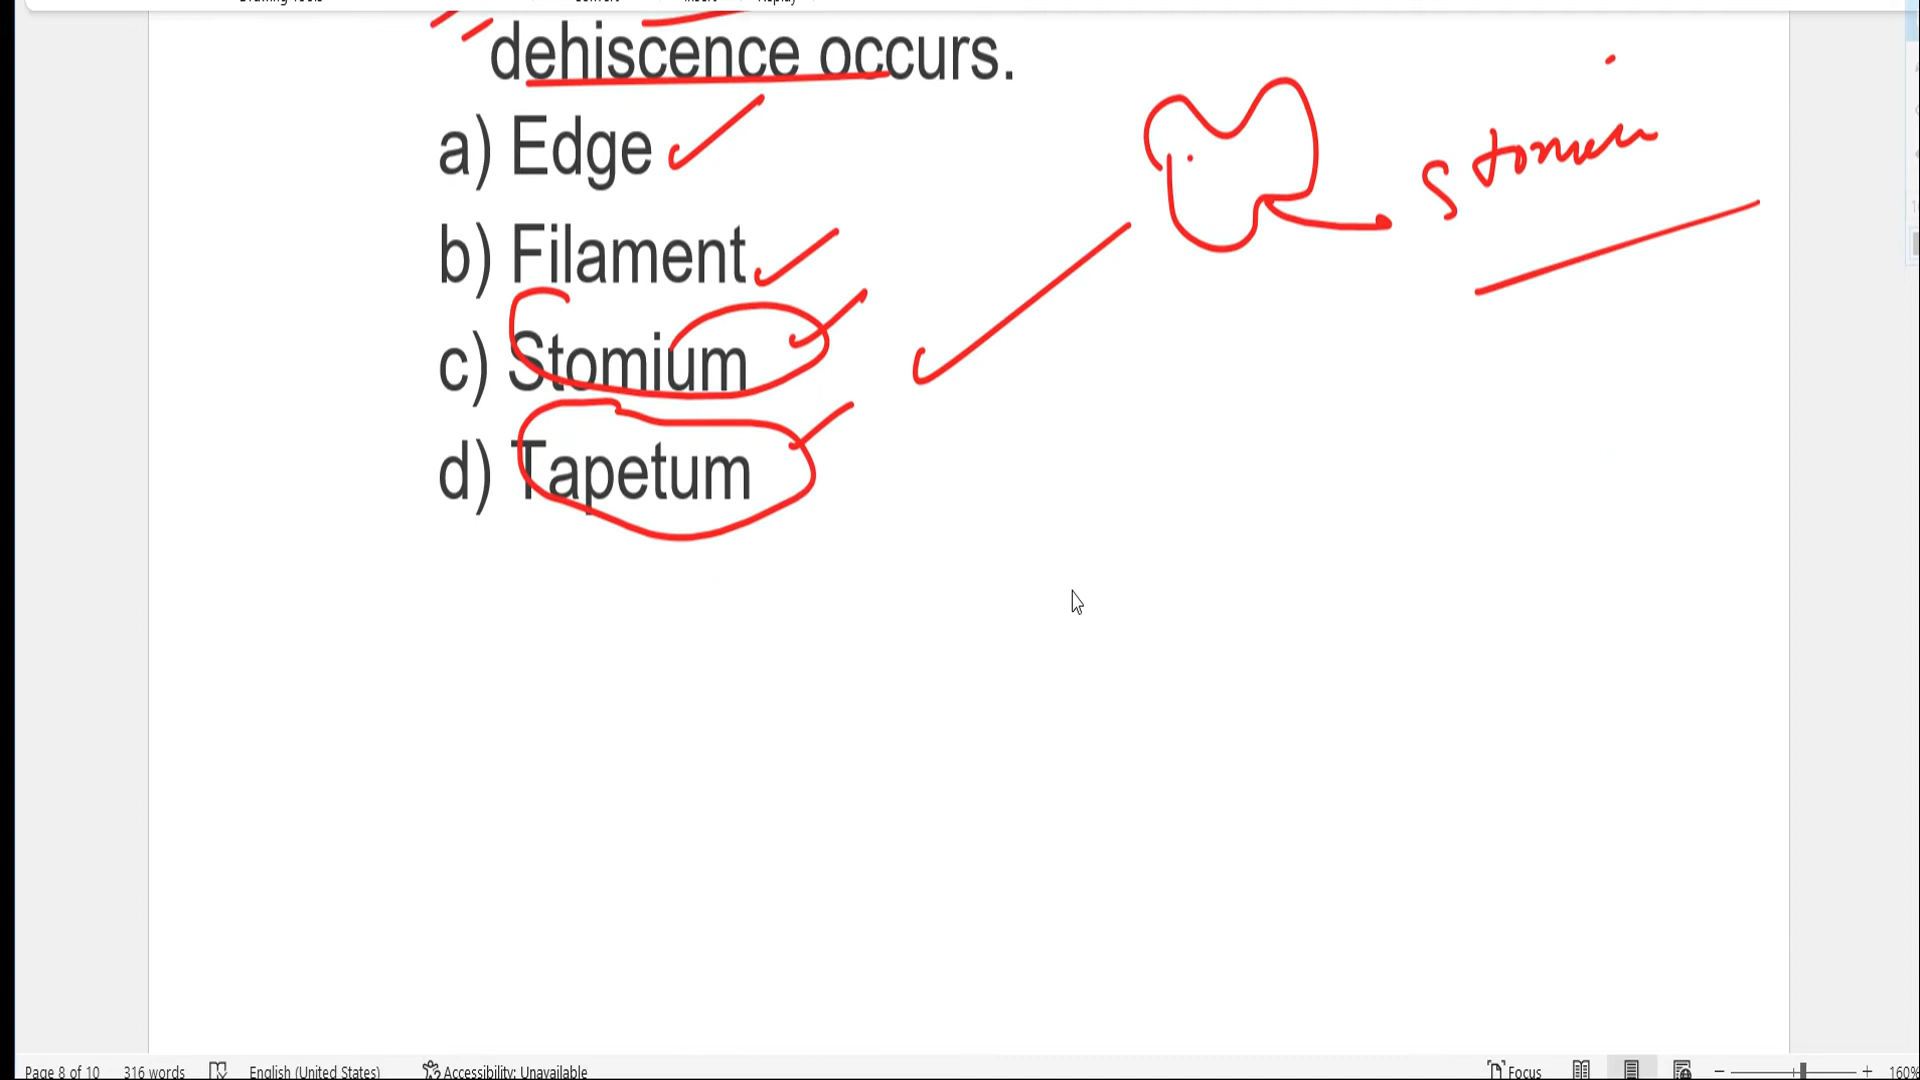 dehiscence occurs.
a) Edge
b) Filament
c) Stomium
d) Tapetum
Page 8 of 10 316 words English (United States) Accessibility: Unavailable Focus 160%